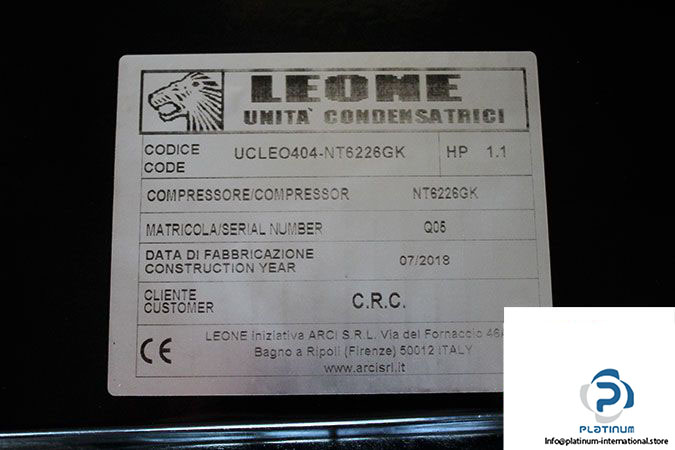 LEONE
UNITA' CONDENSATRICI
CODICE
CODE
UCLEO404-NT6226GK HP 1.1
COMPRESSORE/COMPRESSOR NT6226GK
MATRICOLA/SERIAL NUMBER Q05
DATA DI FABBRICAZIONE
CONSTRUCTION YEAR
07/2018
CLIENTE
CUSTOMER
C.R.C.
CE
LEONE iniziativa ARCI S.R.L. Via del Fornaccio 46A
Bagno a Ripoli (Firenze) 50012 ITALY
www.arcisrl.it
PLATINUM
info@platinum-international.store